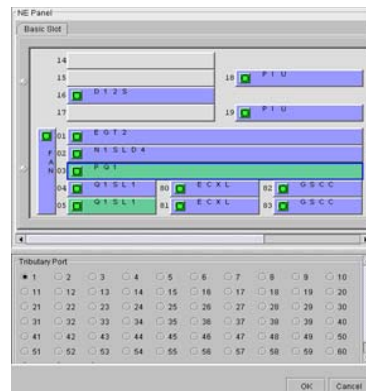 NE Panel
Basic Slot
14
15
16 D12S
17
18 PIU
19 PIU
FAN
01 EGT2
02 N1SLD4
03 PQ1
04 Q1SL1
05 Q1SL1
80 ECXL
81 ECXL
82 GSCC
83 GSCC
Tributary Port
1 2 3 4 5 6 7 8 9 10
11 12 13 14 15 16 17 18 19 20
21 22 23 24 25 26 27 28 29 30
31 32 33 34 35 36 37 38 39 40
41 42 43 44 45 46 47 48 49 50
51 52 53 54 55 56 57 58 59 60
OK Cancel